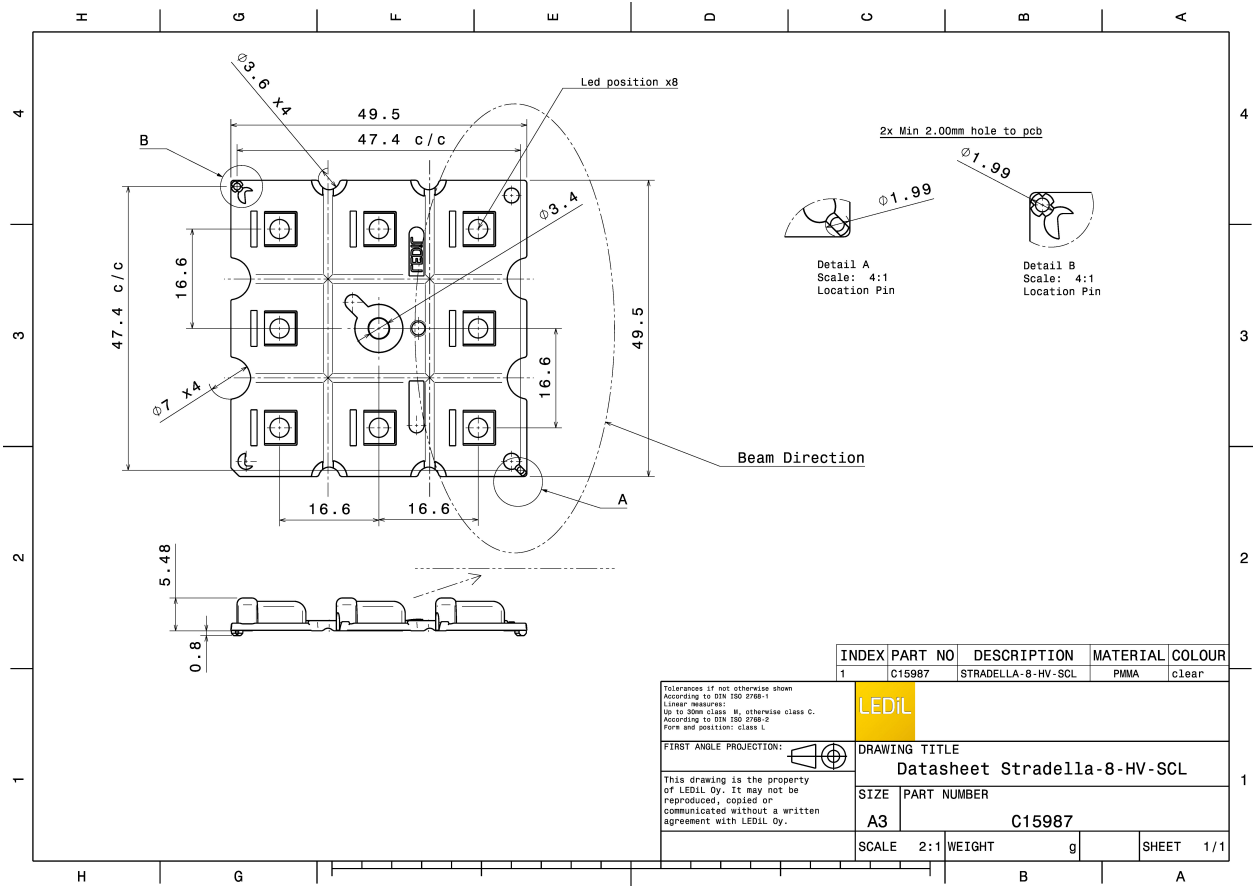 H G F E D C B A
4
4
Ø3.6 x4
Led position x8
49.5
47.4 c/c
B
2x Min 2.00mm hole to pcb
Ø1.99
Ø1.99
Ø3.4
LEDiL
Detail A
Scale: 4:1
Location Pin
Detail B
Scale: 4:1
Location Pin
16.6
47.4 c/c
3
3
49.5
16.6
Ø7 x4
Beam Direction
A
16.6
16.6
2
2
5.48
0.8
INDEX PART NO DESCRIPTION MATERIAL COLOUR
1 C15987 STRADELLA-8-HV-SCL PMMA clear
Tolerances if not otherwise shown
According to DIN ISO 2768-1
Linear measures:
Up to 30mm class M, otherwise class C.
According to DIN ISO 2768-2
Form and position: class L
LEDiL
FIRST ANGLE PROJECTION:
DRAWING TITLE
Datasheet Stradella-8-HV-SCL
This drawing is the property
of LEDiL Oy. It may not be
reproduced, copied or
communicated without a written
agreement with LEDiL Oy.
SIZE PART NUMBER
A3 C15987
SCALE 2:1 WEIGHT g SHEET 1/1
1
1
H G B A